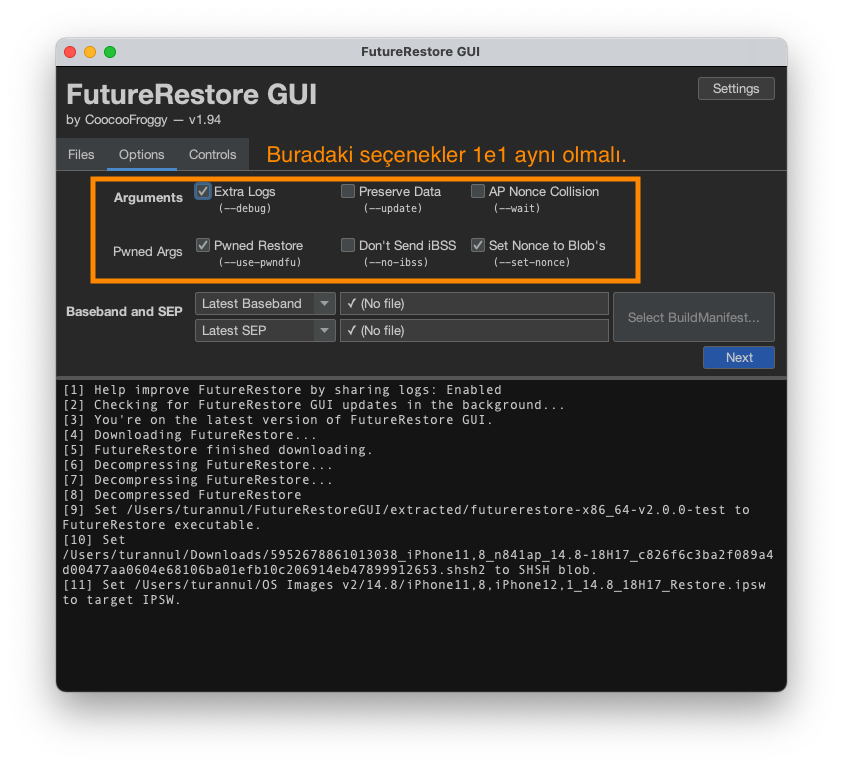 FutureRestore GUI
FutureRestore GUI
Settings
by CoocooFroggy — v1.94
Files
Options
Controls
Buradaki seçenekler 1e1 aynı olmalı.
Arguments
Extra Logs
Preserve Data
AP Nonce Collision
(--debug)
(--update)
(--wait)
Pwned Args
Pwned Restore
Don't Send iBSS
Set Nonce to Blob's
(--use-pwndfu)
(--no-ibss)
(--set-nonce)
Baseband and SEP
Latest Baseband
✓ (No file)
Latest SEP
✓ (No file)
Select BuildManifest...
Next
[1] Help improve FutureRestore by sharing logs: Enabled
[2] Checking for FutureRestore GUI updates in the background...
[3] You're on the latest version of FutureRestore GUI.
[4] Downloading FutureRestore...
[5] FutureRestore finished downloading.
[6] Decompressing FutureRestore...
[7] Decompressing FutureRestore...
[8] Decompressed FutureRestore
[9] Set /Users/turannul/FutureRestoreGUI/extracted/futurerestore-x86_64-v2.0.0-test to
FutureRestore executable.
[10] Set
/Users/turannul/Downloads/5952678861013038_iPhone11,8_n841ap_14.8-18H17_c826f6c3ba2f089a4
d00477aa0604e68106ba01efb10c206914eb47899912653.shsh2 to SHSH blob.
[11] Set /Users/turannul/OS Images v2/14.8/iPhone11,8,iPhone12,1_14.8_18H17_Restore.ipsw
to target IPSW.